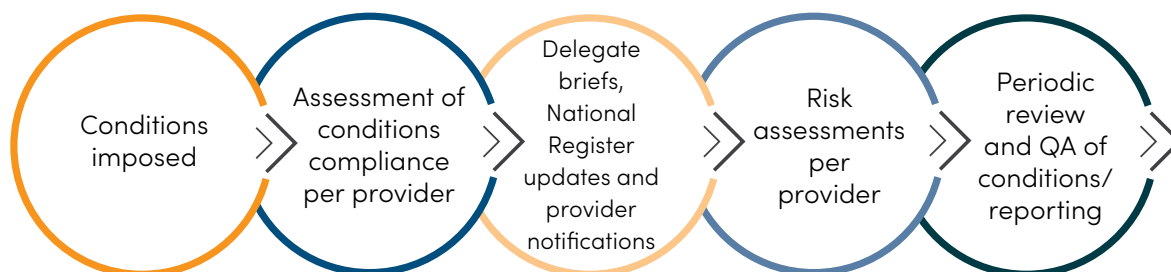 Conditions
imposed
Assessment of
conditions
compliance
per provider
Delegate
briefs,
National
Register
updates and
provider
notifications
Risk
assessments
per
provider
Periodic
review
and QA of
conditions/
reporting